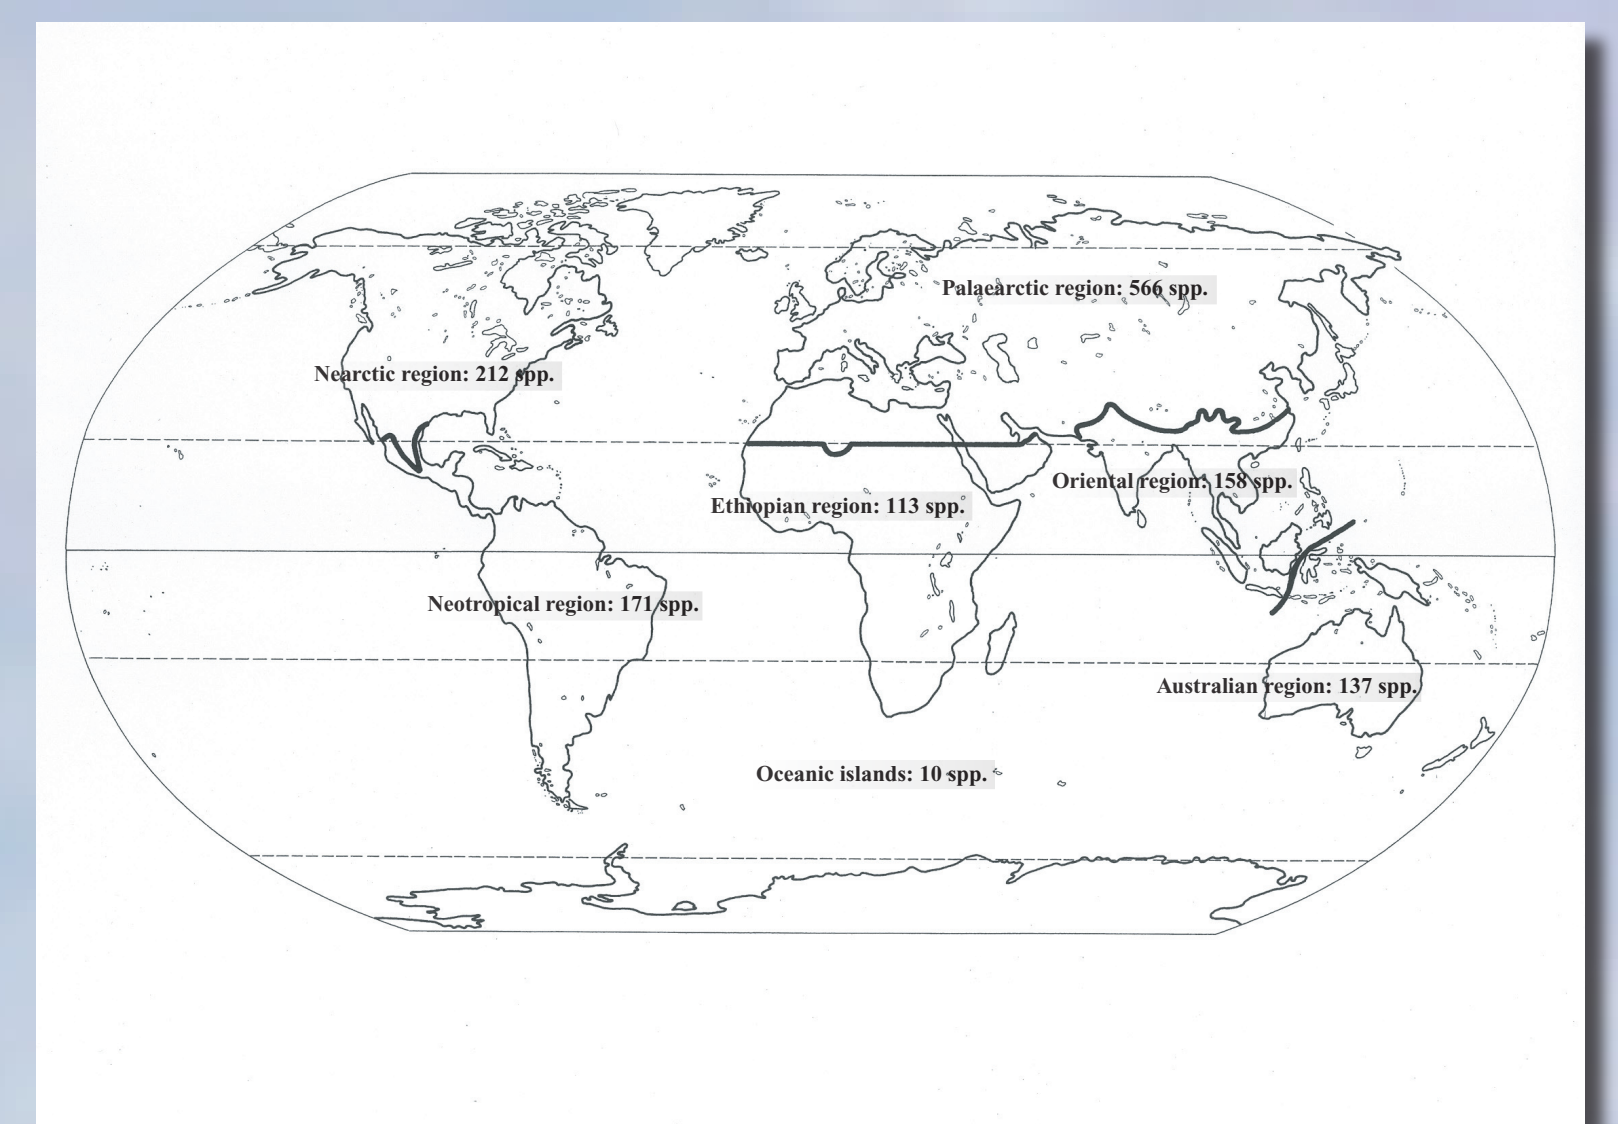 Palaearctic region: 566 spp.
Nearctic region: 212 spp.
Oriental region: 158 spp.
Ethiopian region: 113 spp.
Neotropical region: 171 spp.
Australian region: 137 spp.
Oceanic islands: 10 spp.